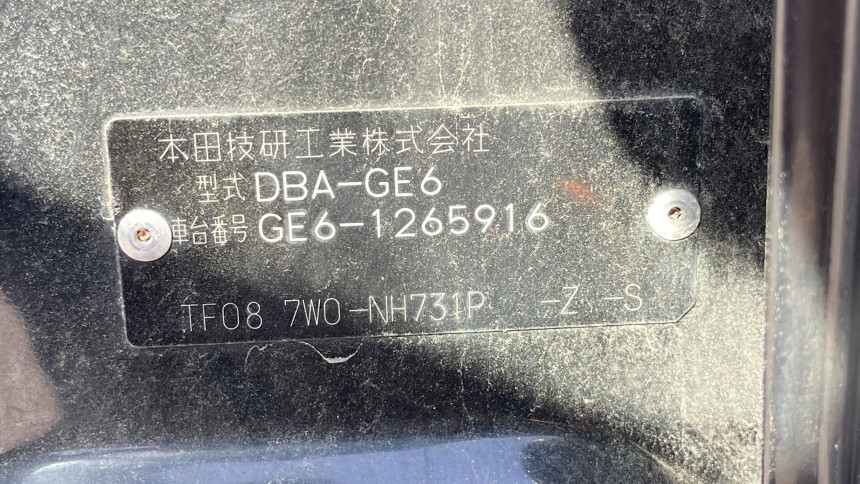 本田技研工業株式会社
型式 DBA-GE6
車台番号 GE6-1265916
TF08 7W0-NH731P -Z -S